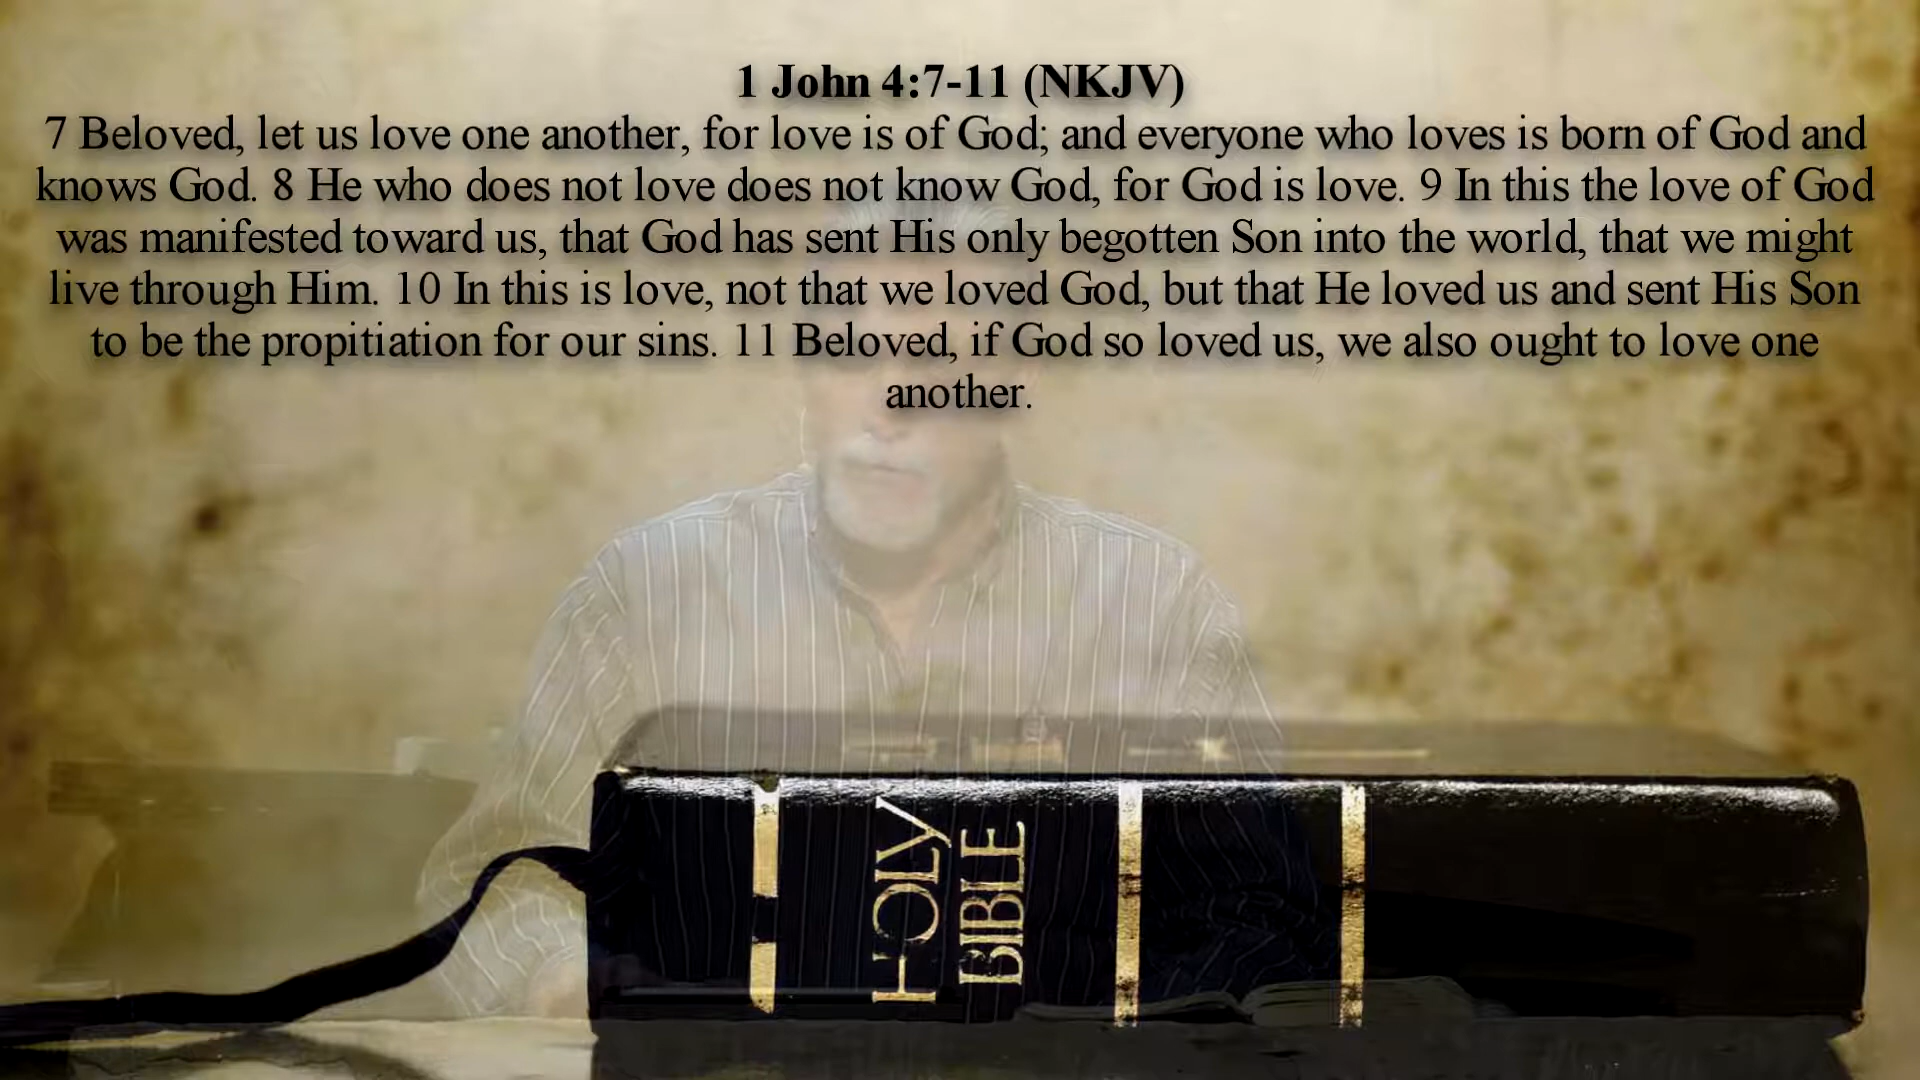 1 John 4:7-11 (NKJV)
7 Beloved, let us love one another, for love is of God; and everyone who loves is born of God and
knows God. 8 He who does not love does not know God, for God is love. 9 In this the love of God
was manifested toward us, that God has sent His only begotten Son into the world, that we might
live through Him. 10 In this is love, not that we loved God, but that He loved us and sent His Son
to be the propitiation for our sins. 11 Beloved, if God so loved us, we also ought to love one
another.
HOLY
BIBLE